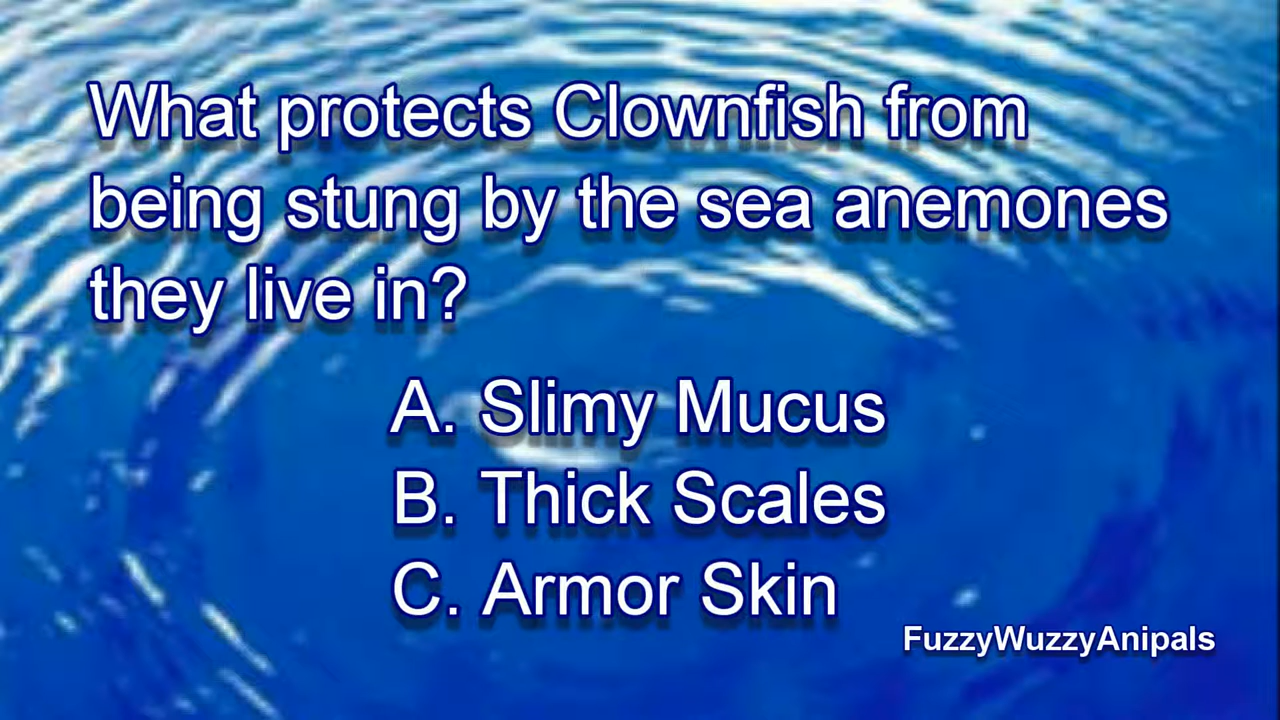 What protects Clownfish from
being stung by the sea anemones
they live in?
A. Slimy Mucus
B. Thick Scales
C. Armor Skin
FuzzyWuzzyAnipals